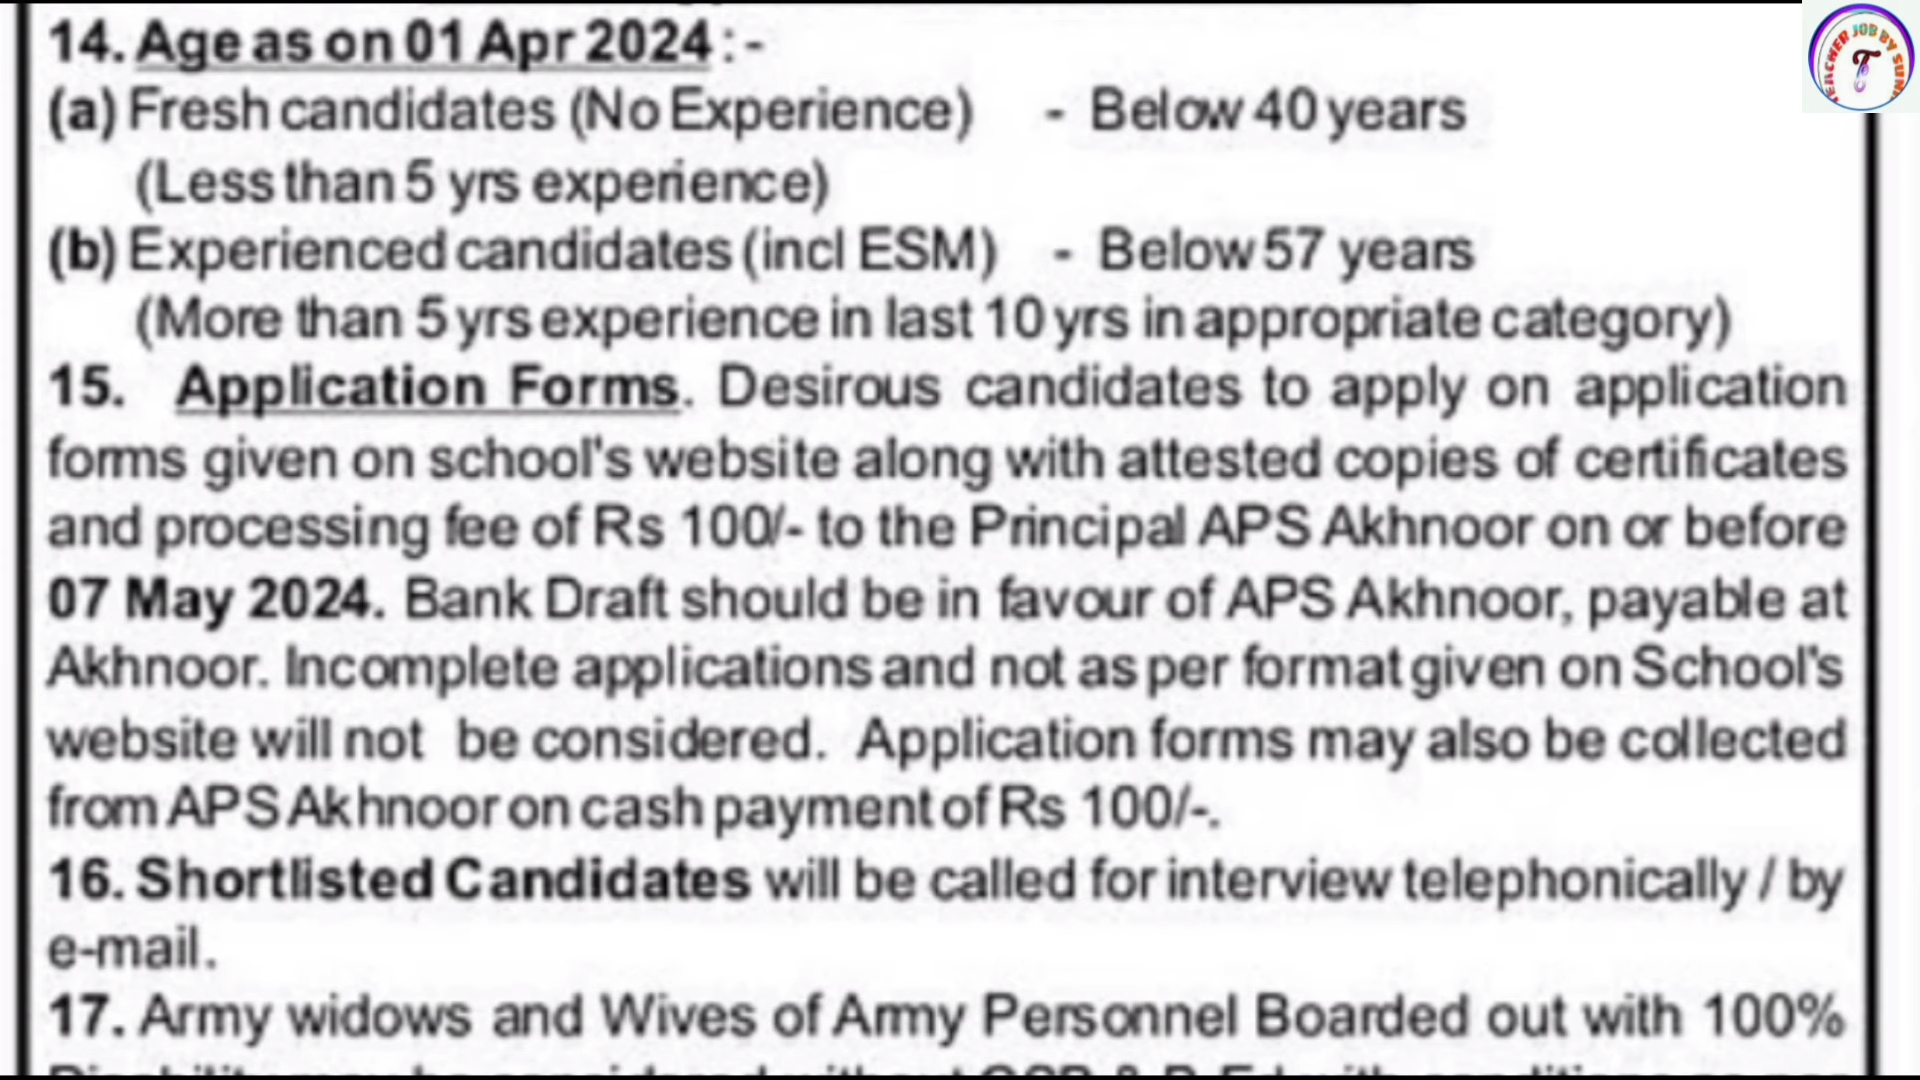 14. Age as on 01 Apr 2024 : -
(a) Fresh candidates (No Experience) - Below 40 years
(Less than 5 yrs experience)
(b) Experienced candidates (incl ESM) - Below 57 years
(More than 5 yrs experience in last 10 yrs in appropriate category)
15. Application Forms. Desirous candidates to apply on application
forms given on school's website along with attested copies of certificates
and processing fee of Rs 100/- to the Principal APS Akhnoor on or before
07 May 2024. Bank Draft should be in favour of APS Akhnoor, payable at
Akhnoor. Incomplete applications and not as per format given on School's
website will not be considered. Application forms may also be collected
from APS Akhnoor on cash payment of Rs 100/-.
16. Shortlisted Candidates will be called for interview telephonically / by
e-mail.
17. Army widows and Wives of Army Personnel Boarded out with 100%
TEACHER JOB BY
T